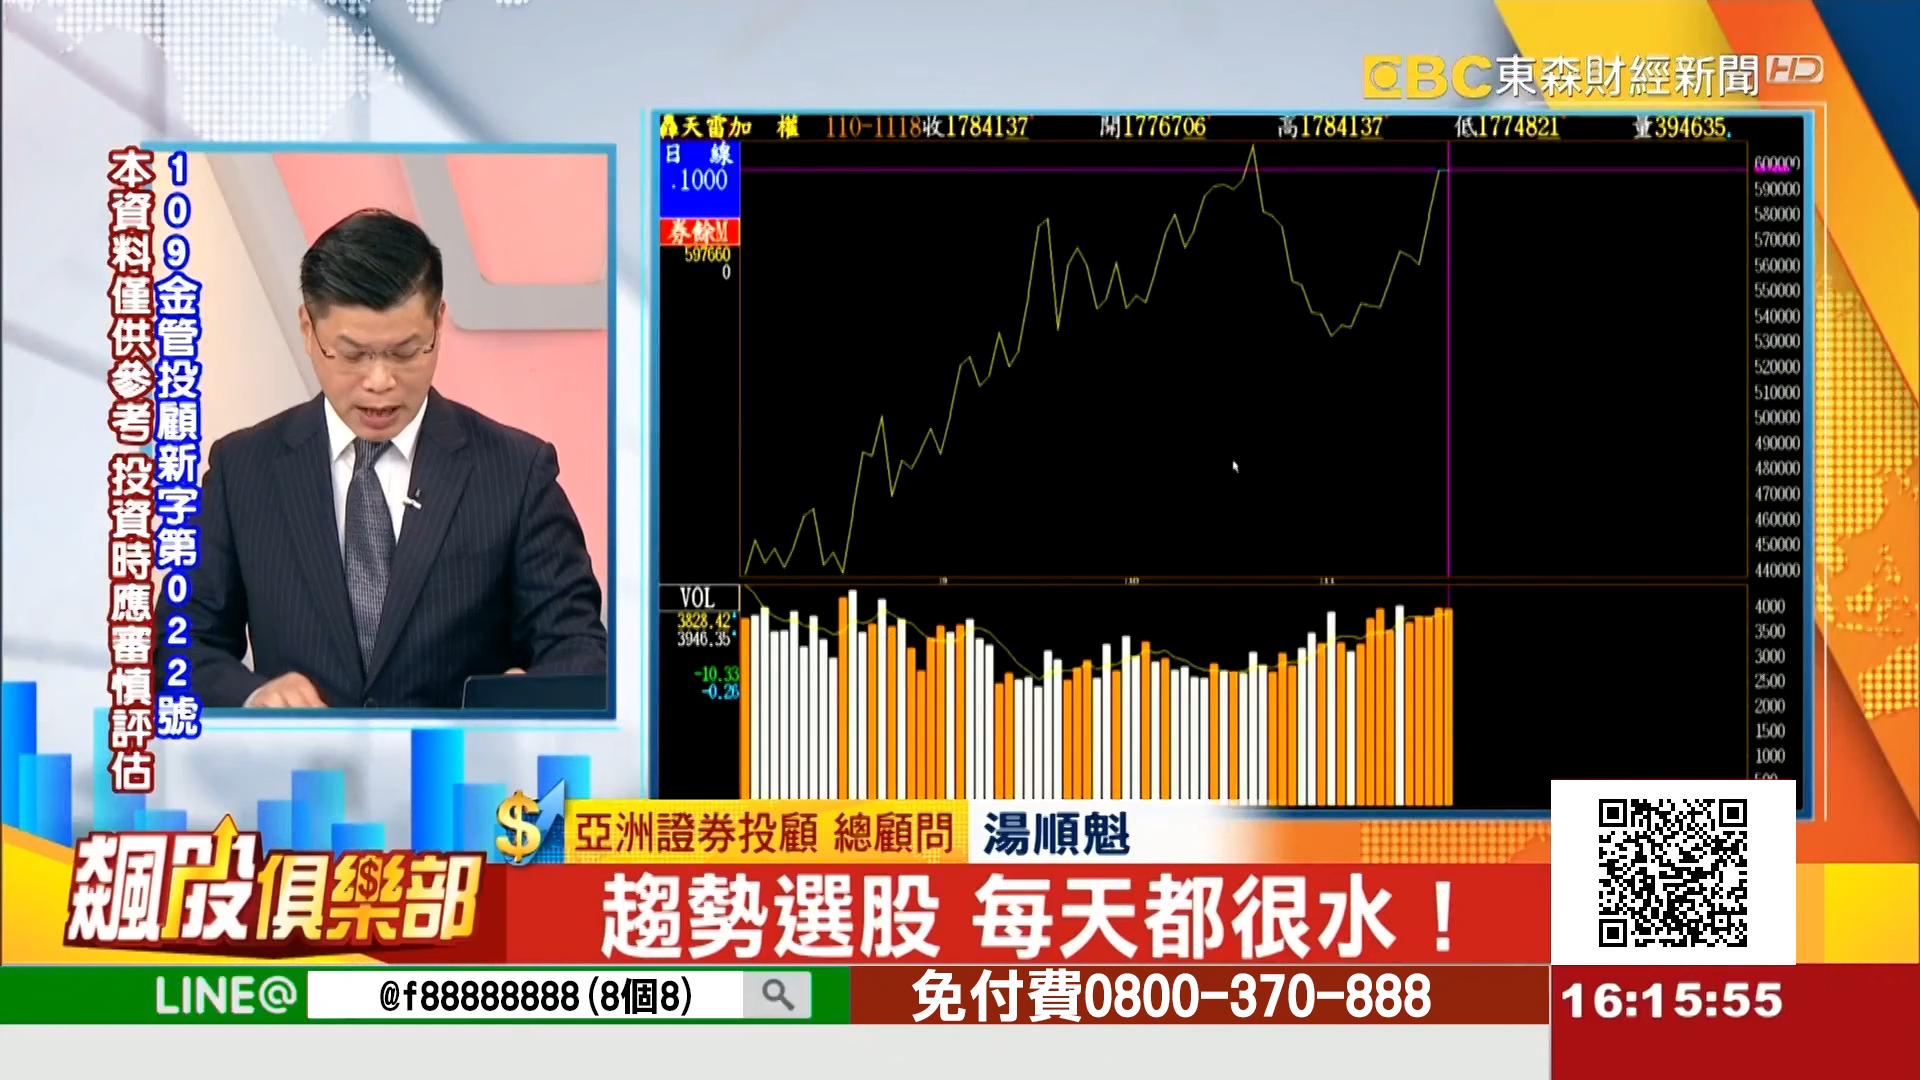 EBC東森財經新聞HD
109金管投顧新字第022號
本資料僅供參考 投資時應審慎評估
轟天雷加 權 110-1118收1784137 開1776706 高1784137 低1774821 量394635.
日 線
.1000
券餘M
597660
0
600000
590000
580000
570000
560000
550000
540000
530000
520000
510000
500000
490000
480000
470000
460000
450000
440000
9 10 11
VOL
3828.42
3946.35
-10.33
-0.26
4000
3500
3000
2500
2000
1500
1000
500
飆股俱樂部
亞洲證券投顧 總顧問 湯順魁
趨勢選股 每天都很水！
LINE@ @f88888888(8個8)
免付費0800-370-888
16:15:55